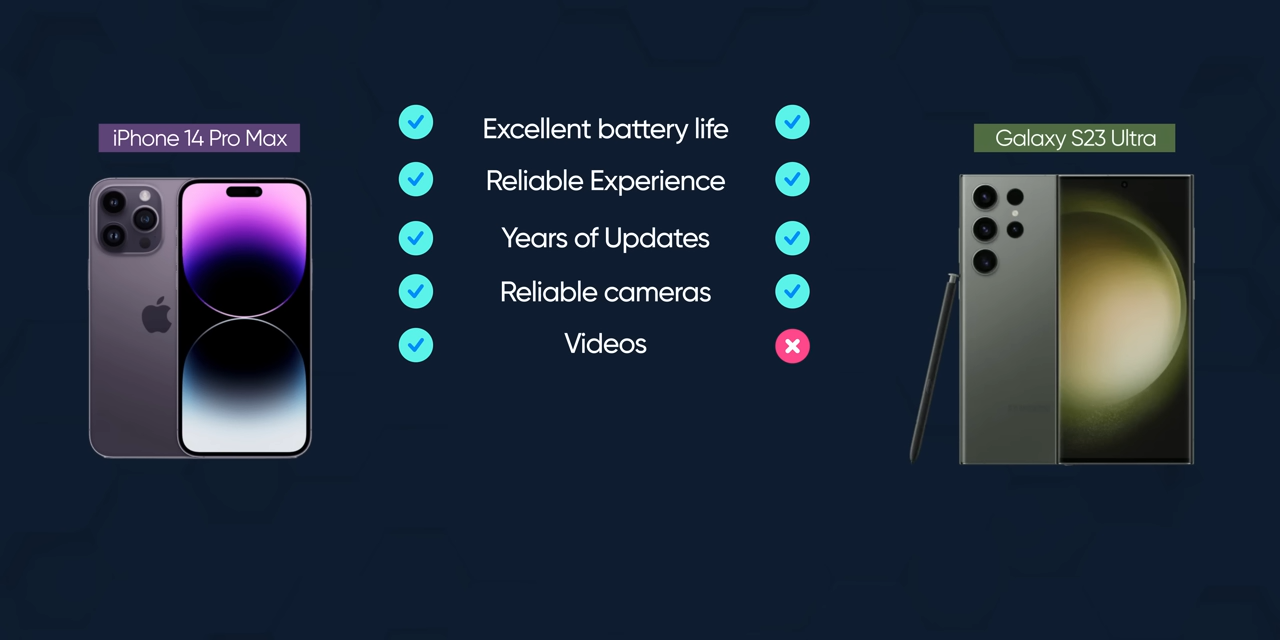 iPhone 14 Pro Max
Excellent battery life
Galaxy S23 Ultra
Reliable Experience
Years of Updates
Reliable cameras
Videos